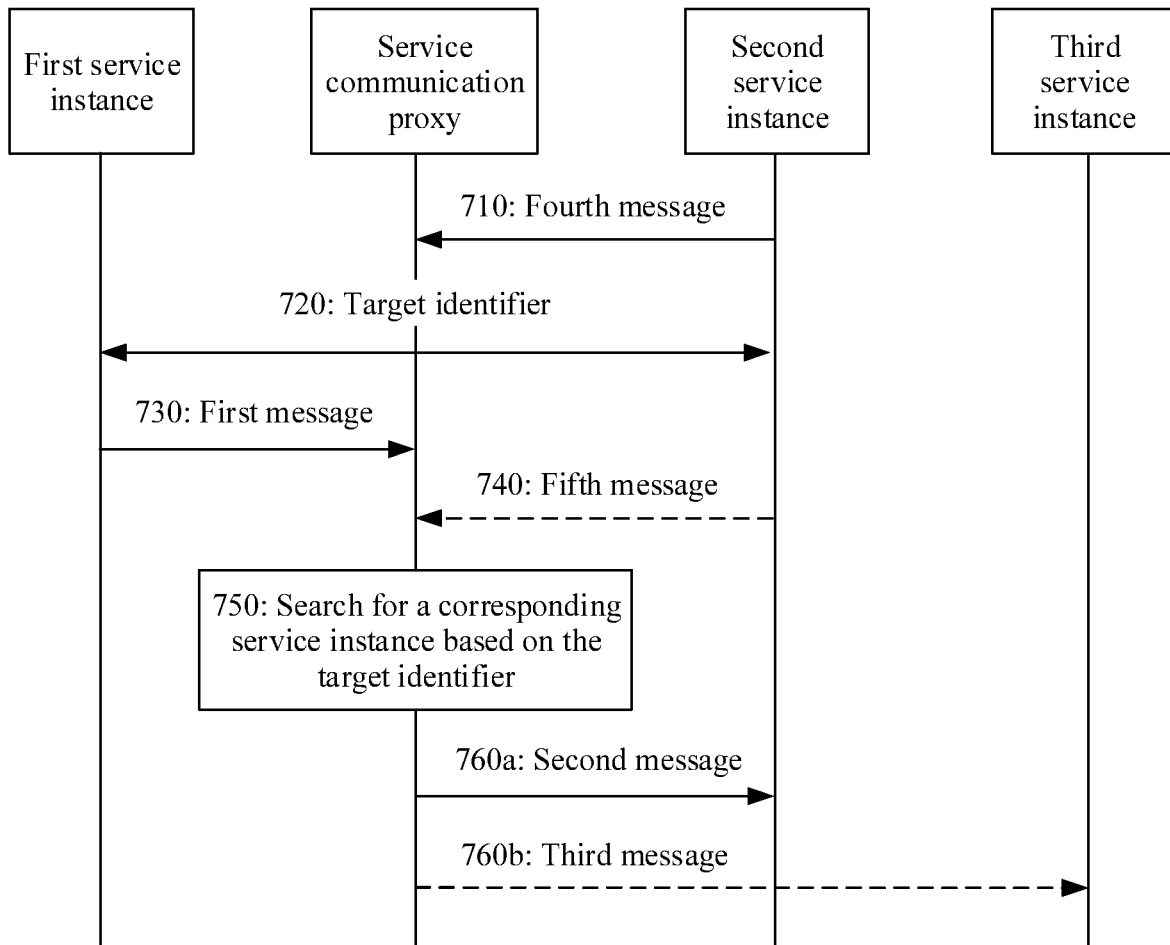 First service
instance
Service
communication
proxy
Second
service
instance
Third
service
instance
710: Fourth message
720: Target identifier
730: First message
740: Fifth message
750: Search for a corresponding
service instance based on the
target identifier
760a: Second message
760b: Third message